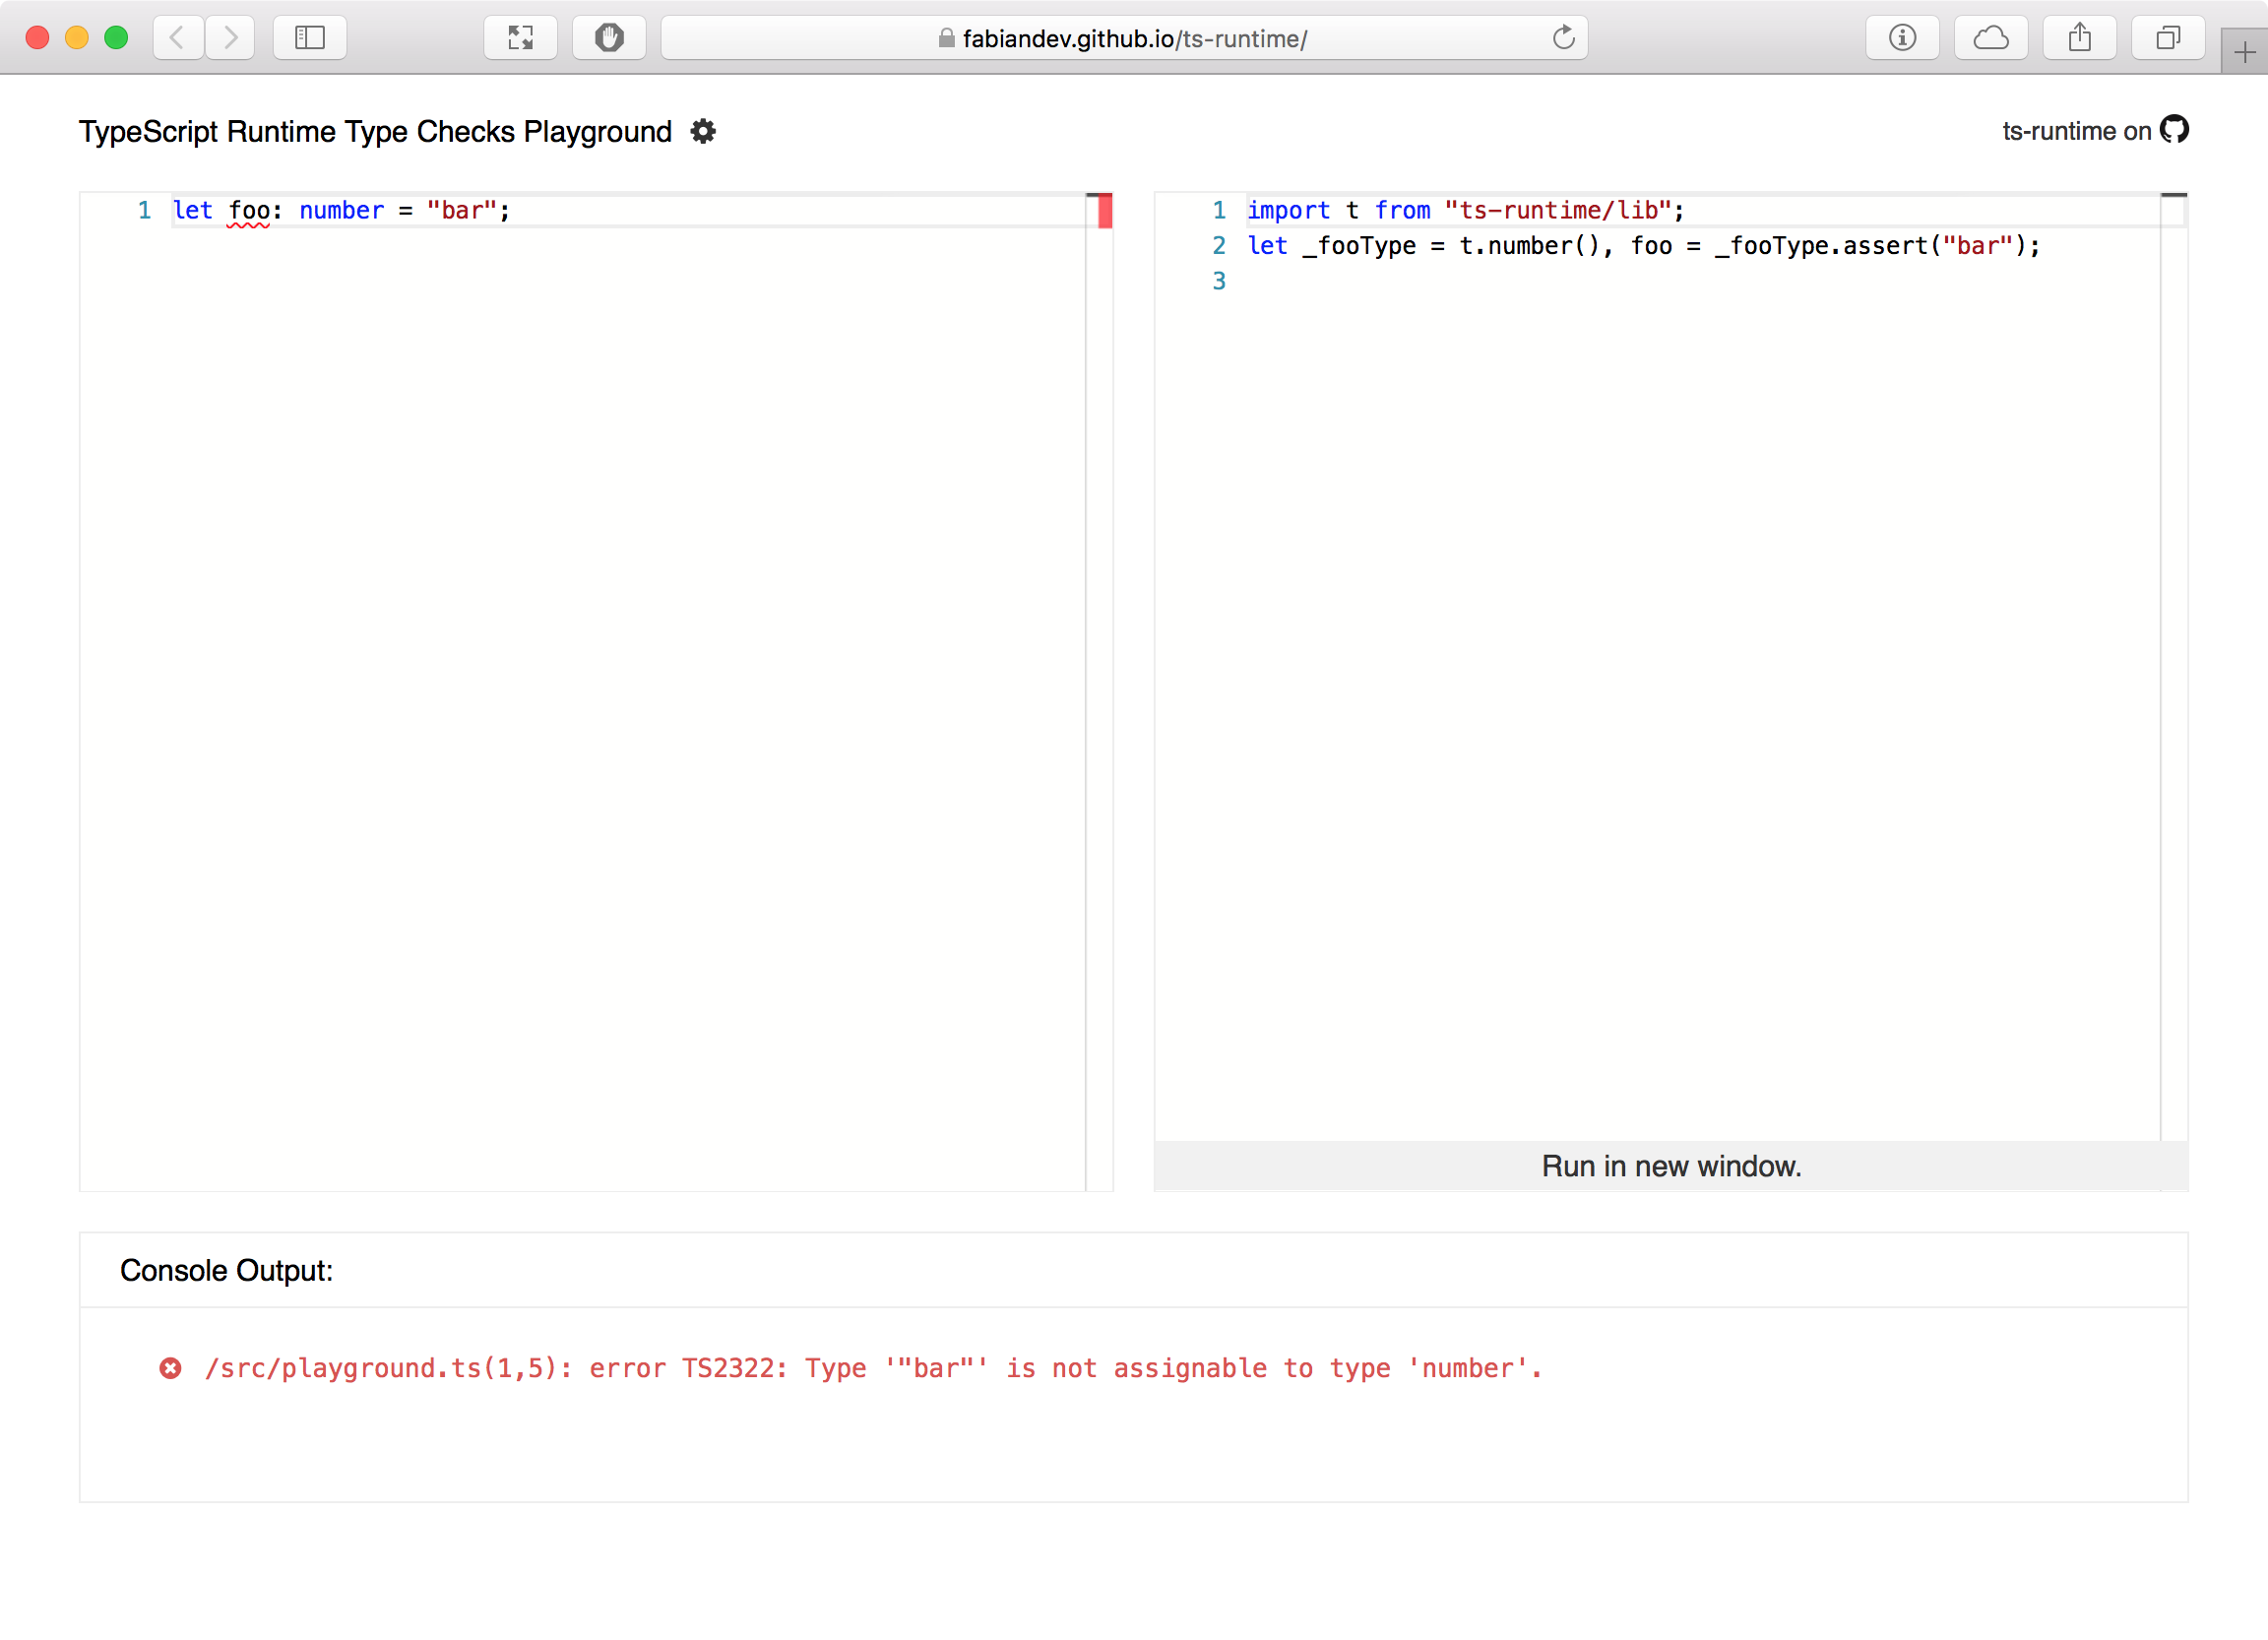 fabiandev.github.io/ts-runtime/
TypeScript Runtime Type Checks Playground
ts-runtime on
1 let foo: number = "bar";
1 import t from "ts-runtime/lib";
2 let _fooType = t.number(), foo = _fooType.assert("bar");
3
Run in new window.
Console Output:
/src/playground.ts(1,5): error TS2322: Type '"bar"' is not assignable to type 'number'.